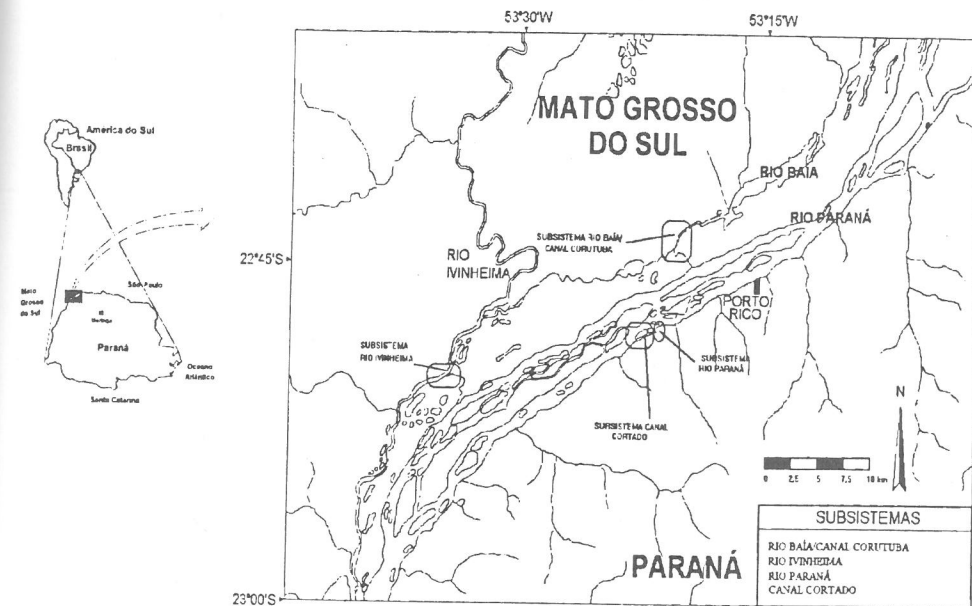 53°30'W
53°15'W
MATO GROSSO
DO SUL
America do Sul
Brasil
RIO BAIA
RIO PARANÁ
SUBSISTEMA RIO BAÍA/
CANAL CORUTUBA
RIO
IVINHEIMA
22°45'S
São Paulo
Mato
Grosso
do Sul
Paraná
PORTO
RICO
SUBSISTEMA
RIO IVINHEIMA
SUBSISTEMA
RIO PARANÁ
Oceano
Atlântico
Santa Catarina
SUBSISTEMA CANAL
CORTADO
N
0 2,5 5 7,5 10 km
SUBSISTEMAS
RIO BAÍA/CANAL CORUTUBA
RIO IVINHEIMA
RIO PARANÁ
CANAL CORTADO
PARANÁ
23°00'S